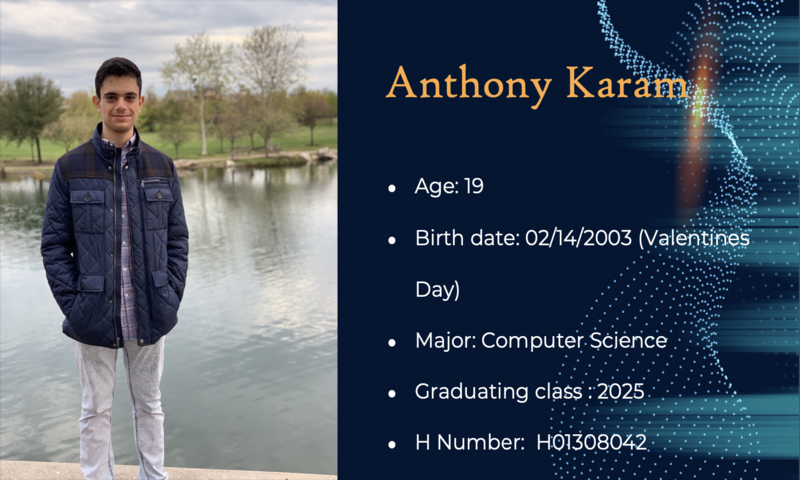 Anthony Karam
• Age: 19
• Birth date: 02/14/2003 (Valentines
Day)
• Major: Computer Science
• Graduating class : 2025
• H Number:  H01308042